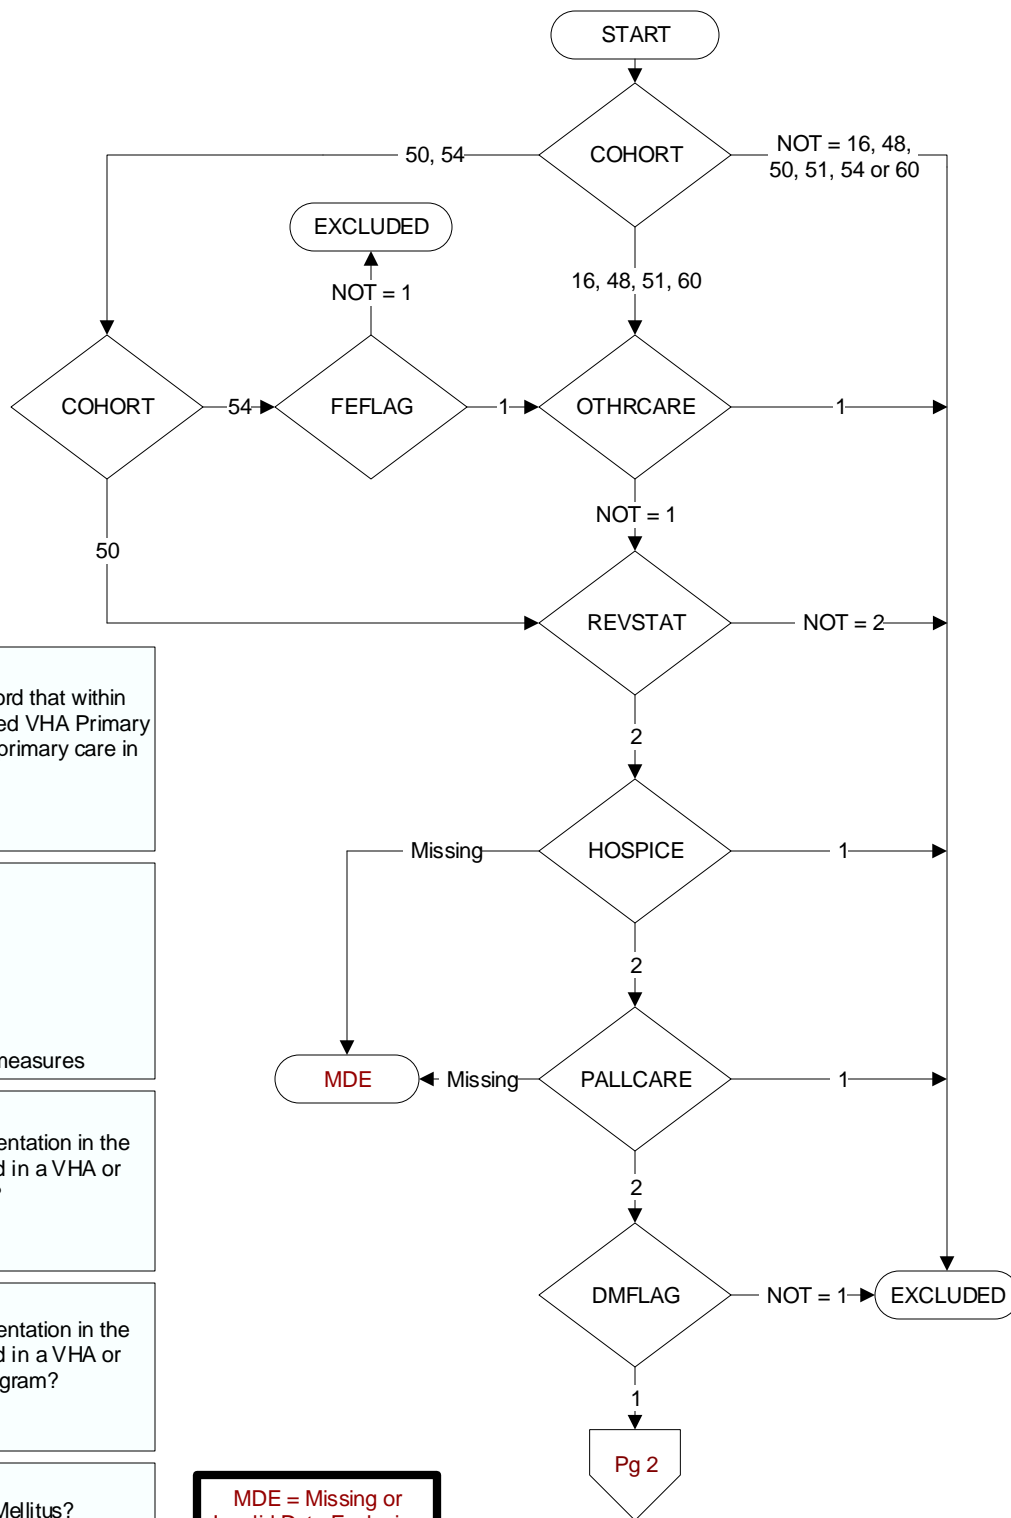 START
COHORT
50, 54
NOT = 16, 48,
50, 51, 54 or 60
EXCLUDED
NOT = 1
16, 48, 51, 60
COHORT
54
FEFLAG
1
OTHRCARE
1
NOT = 1
50
REVSTAT
NOT = 2
2
ord that within
ed VHA Primary
primary care in
Missing
HOSPICE
1
2
measures
MDE
Missing
PALLCARE
1
2
entation in the
d in a VHA or
DMFLAG
NOT = 1
EXCLUDED
entation in the
d in a VHA or
gram?
1
Pg 2
Mellitus?
MDE = Missing or